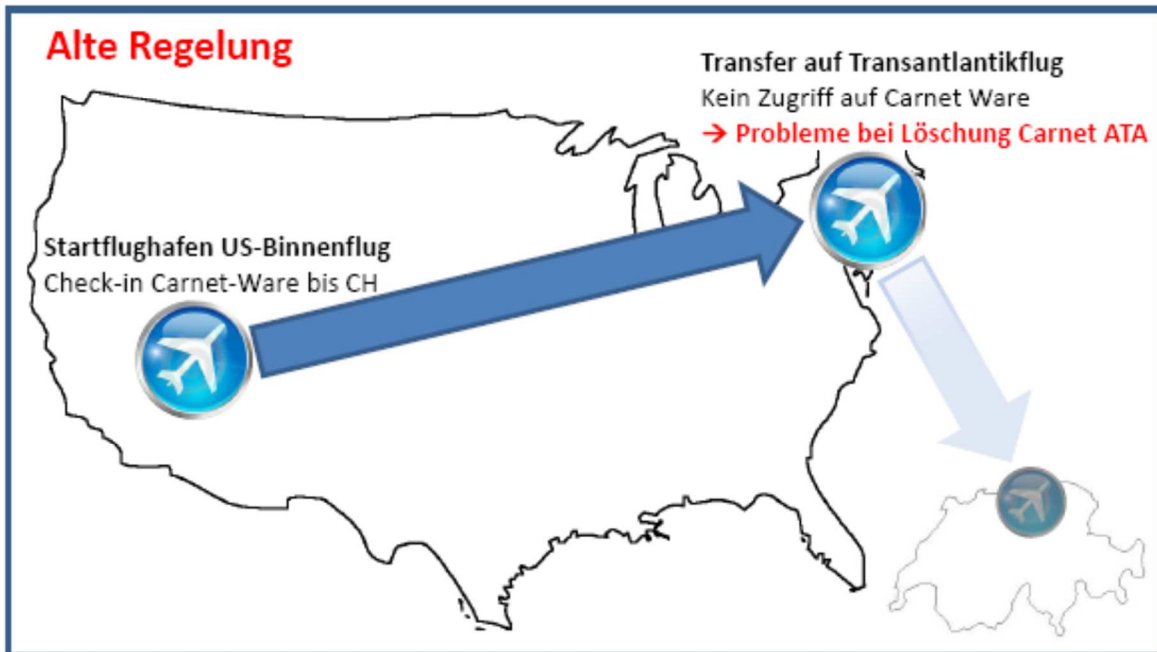 Alte Regelung
Transfer auf Transantlantikflug
Kein Zugriff auf Carnet Ware
→ Probleme bei Löschung Carnet ATA
Startflughafen US-Binnenflug
Check-in Carnet-Ware bis CH